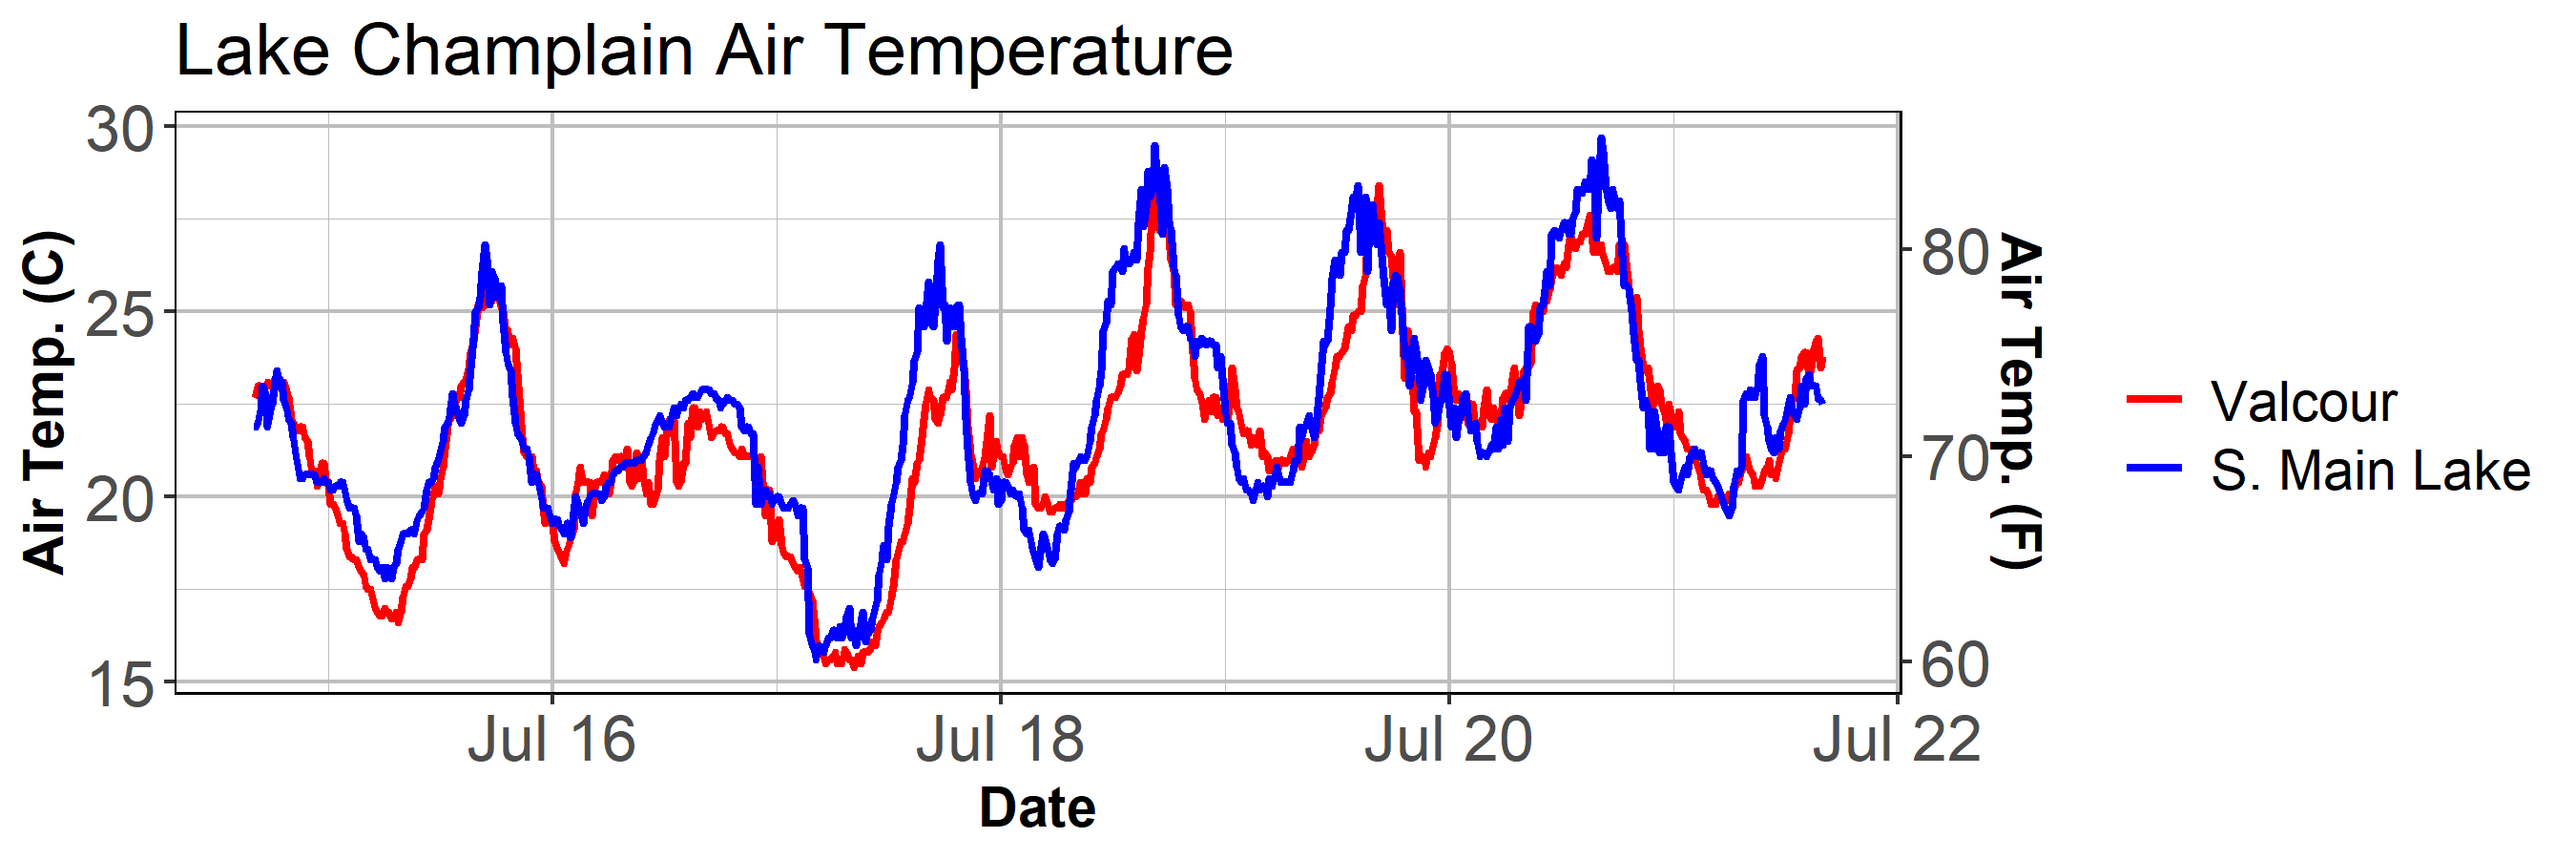 Lake Champlain Air Temperature
Air Temp. (C)
30
25
20
15
Air Temp. (F)
80
70
60
Jul 16
Jul 18
Jul 20
Jul 22
Date
Valcour
S. Main Lake